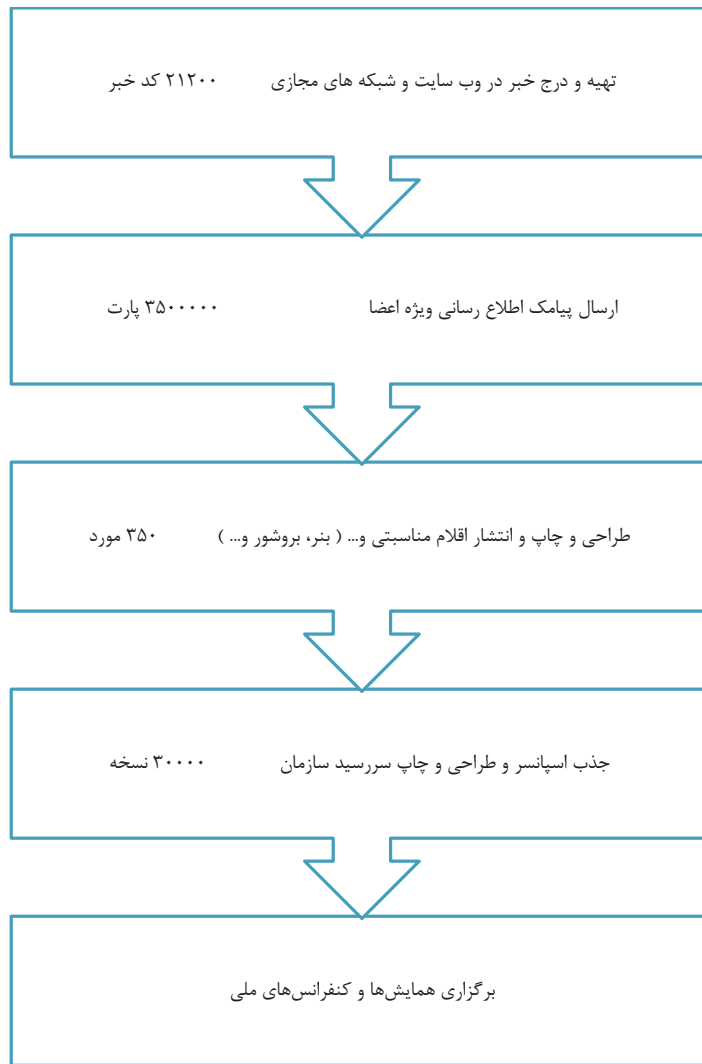 تهیه و درج خبر در وب سایت و شبکه های مجازی ۲۱۲۰۰ کد خبر
ارسال پیامک اطلاع رسانی ویژه اعضا ۳۵۰۰۰۰۰ پارت
طراحی و چاپ و انتشار اقلام مناسبتی و... ( بنر، بروشور و... ) ۳۵۰ مورد
جذب اسپانسر و طراحی و چاپ سررسید سازمان ۳۰۰۰۰ نسخه
برگزاری همایش‌ها و کنفرانس‌های ملی